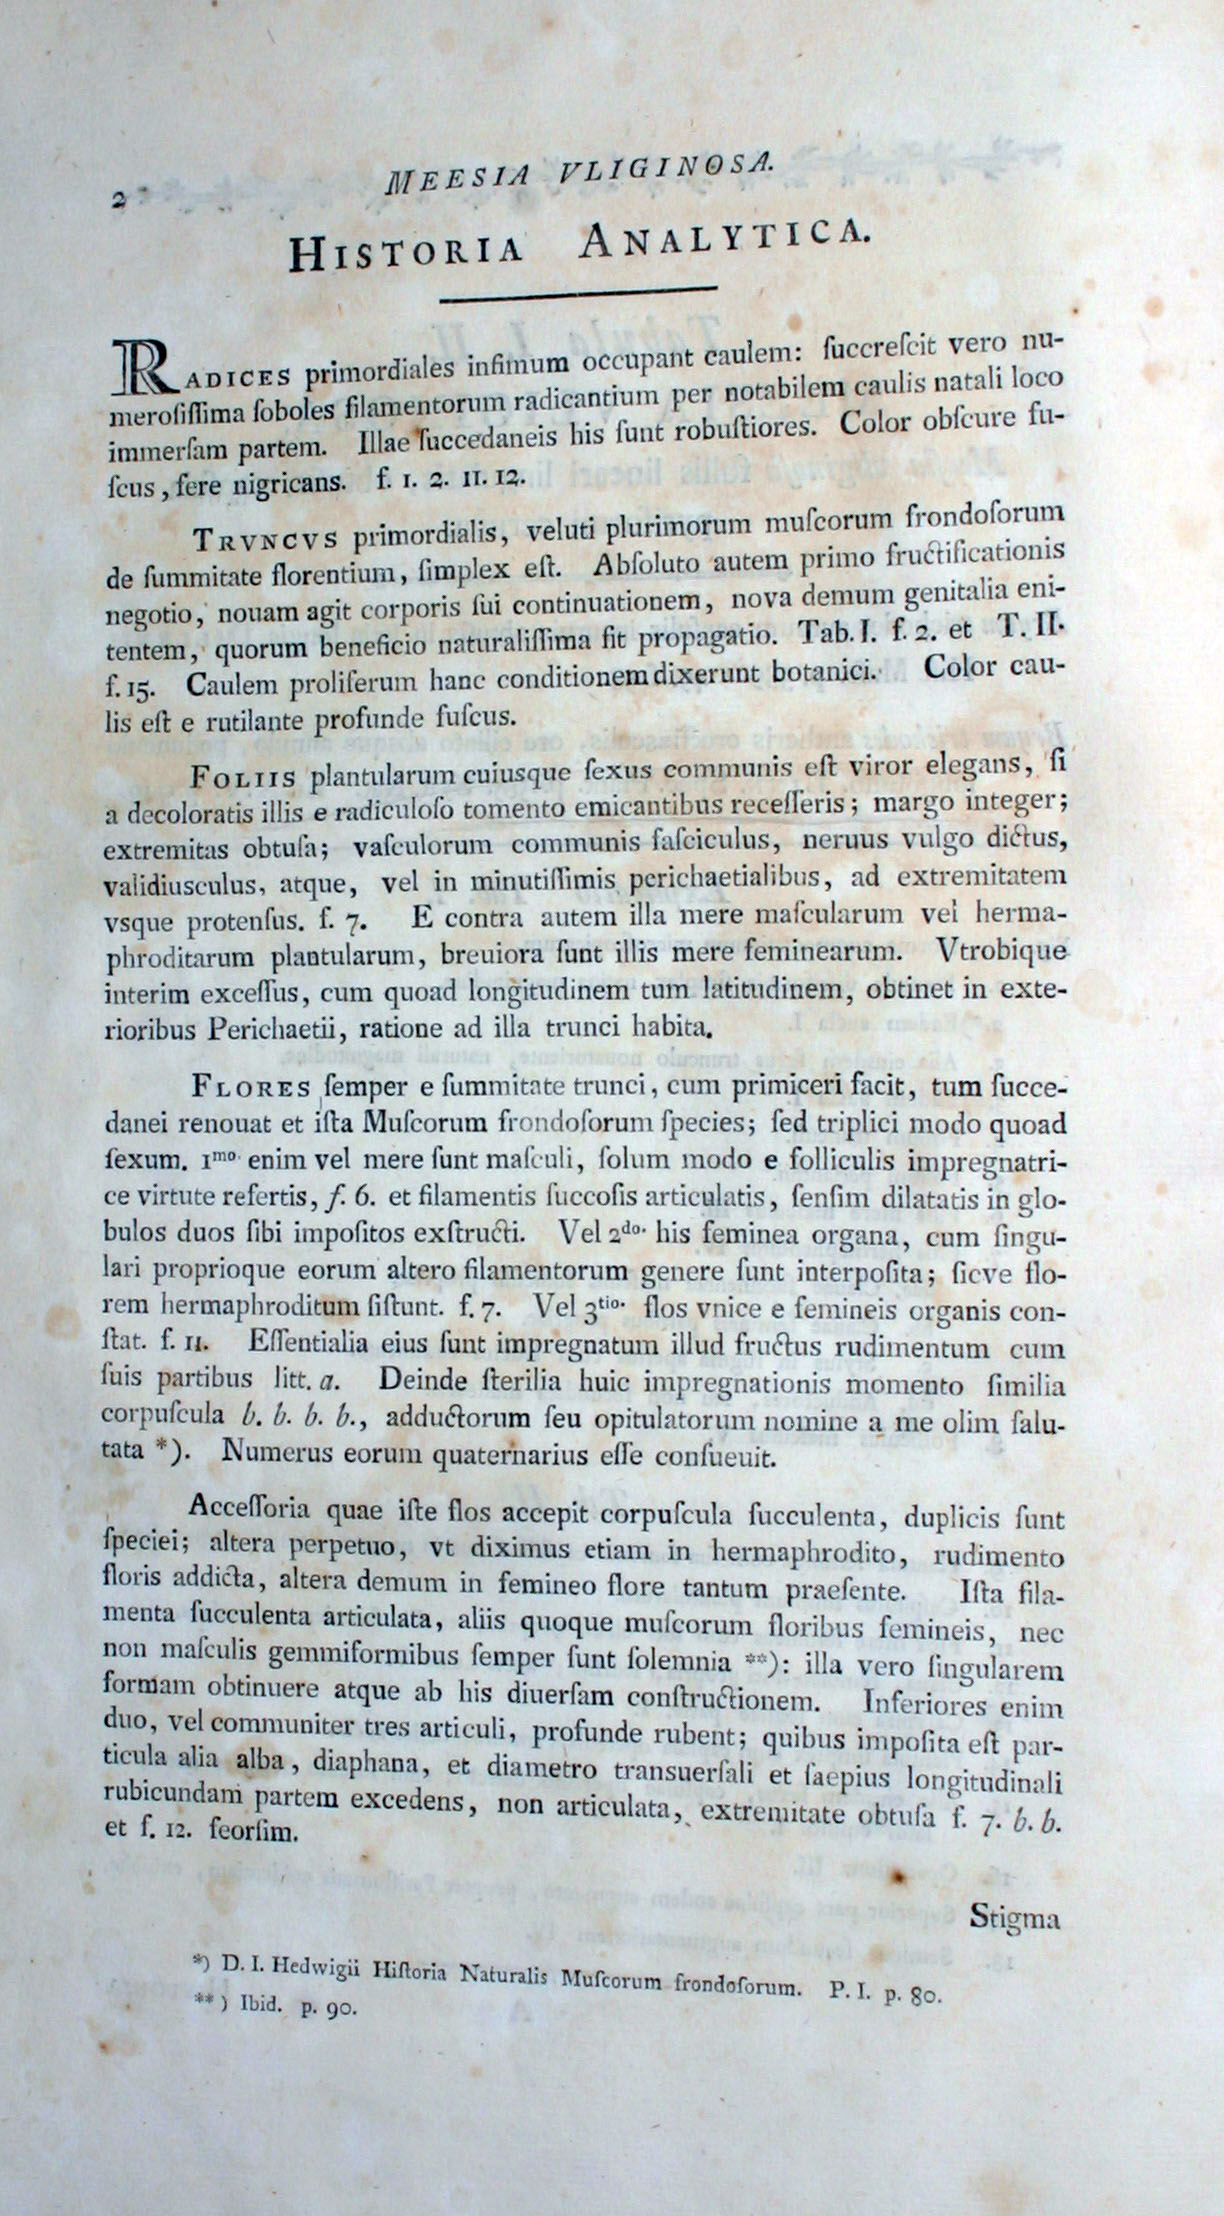 2
MEESIA VLIGINOSA.
HISTORIA ANALYTICA.
RADICES primordiales infimum occupant caulem: ſuccreſcit vero nu-
meroſiſſima ſoboles filamentorum radicantium per notabilem caulis natali loco
immerſam partem. Illae ſuccedaneis his ſunt robuſtiores. Color obſcure fu-
ſcus, fere nigricans. f. 1. 2. 11. 12.
TRVNCVS primordialis, veluti plurimorum muſcorum frondoſorum
de ſummitate florentium, ſimplex eſt. Abſoluto autem primo fructificationis
negotio, nouam agit corporis ſui continuationem, nova demum genitalia eni-
tentem, quorum beneficio naturaliſſima fit propagatio. Tab. I. f. 2. et T. II.
f. 15. Caulem proliferum hanc conditionem dixerunt botanici. Color cau-
lis eſt e rutilante profunde fuſcus.
FOLIIS plantularum cuiusque ſexus communis eſt viror elegans, ſi
a decoloratis illis e radiculoſo tomento emicantibus receſſeris; margo integer;
extremitas obtuſa; vaſculorum communis faſciculus, neruus vulgo dictus,
validiusculus, atque, vel in minutiſſimis perichaetialibus, ad extremitatem
vsque protenſus. f. 7. E contra autem illa mere maſcularum vel herma-
phroditarum plantularum, breuiora ſunt illis mere feminearum. Vtrobique
interim exceſſus, cum quoad longitudinem tum latitudinem, obtinet in exte-
rioribus Perichaetii, ratione ad illa trunci habita.
FLORES ſemper e ſummitate trunci, cum primiceri facit, tum ſucce-
danei renouat et iſta Muſcorum frondoſorum ſpecies; ſed triplici modo quoad
ſexum. 1mo. enim vel mere ſunt maſculi, ſolum modo e folliculis impregnatri-
ce virtute refertis, f. 6. et filamentis ſuccoſis articulatis, ſenſim dilatatis in glo-
bulos duos ſibi impoſitos exſtructi. Vel 2do. his feminea organa, cum ſingu-
lari proprioque eorum altero filamentorum genere ſunt interpoſita; ſicve flo-
rem hermaphroditum ſiſtunt. f. 7. Vel 3tio. flos vnice e femineis organis con-
ſtat. f. 11. Eſſentialia eius ſunt impregnatum illud fructus rudimentum cum
ſuis partibus litt. a. Deinde ſterilia huic impregnationis momento ſimilia
corpuſcula b. b. b. b., adductorum ſeu opitulatorum nomine a me olim ſalu-
tata *). Numerus eorum quaternarius eſſe conſueuit.
Acceſſoria quae iſte flos accepit corpuſcula ſucculenta, duplicis ſunt
ſpeciei; altera perpetuo, vt diximus etiam in hermaphrodito, rudimento
floris addicta, altera demum in femineo flore tantum praeſente. Iſta fila-
menta ſucculenta articulata, aliis quoque muſcorum floribus femineis, nec
non maſculis gemmiformibus ſemper ſunt ſolemnia **): illa vero ſingularem
formam obtinuere atque ab his diuerſam conſtructionem. Inferiores enim
duo, vel communiter tres articuli, profunde rubent; quibus impoſita eſt par-
ticula alia alba, diaphana, et diametro transuerſali et ſaepius longitudinali
rubicundam partem excedens, non articulata, extremitate obtuſa f. 7. b. b.
et f. 12. ſeorſim.
Stigma
*) D. I. Hedwigii Hiſtoria Naturalis Muſcorum frondoſorum. P. I. p. 80.
**) Ibid. p. 90.